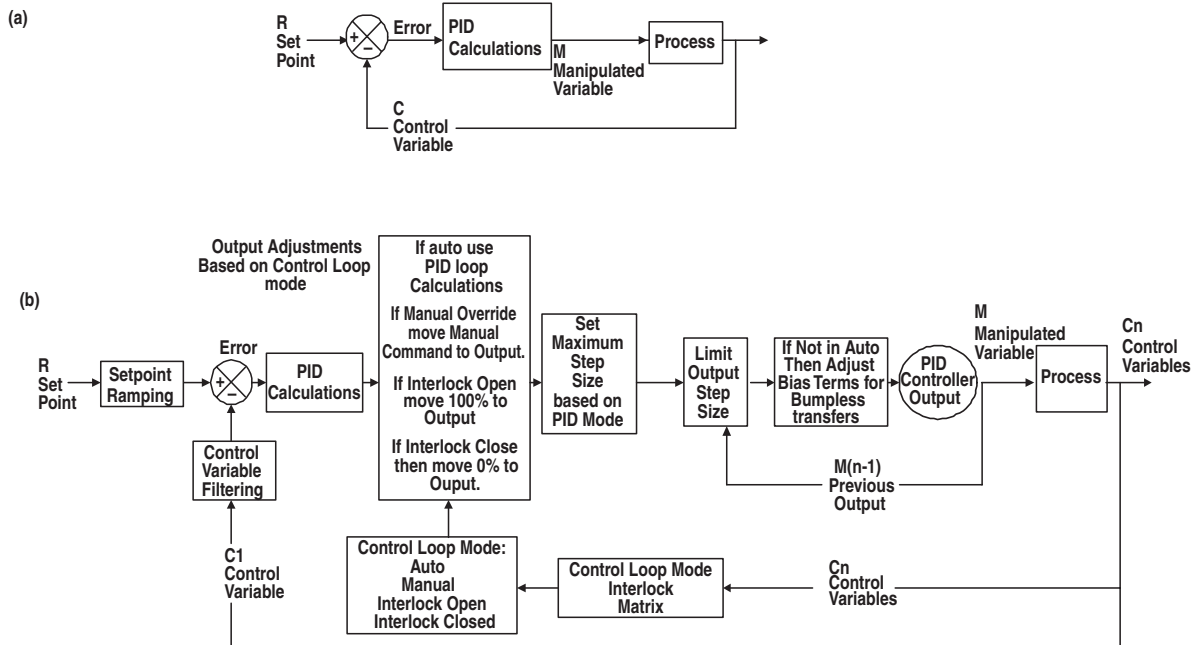 (a)
R
Set
Point
+
−
Error
PID
Calculations
M
Manipulated
Variable
Process
C
Control
Variable
(b)
Output Adjustments
Based on Control Loop
mode
R
Set
Point
Setpoint
Ramping
Error
+
−
PID
Calculations
If auto use
PID loop
Calculations
If Manual Override
move Manual
Command to Output.
If Interlock Open
move 100% to
Output
If Interlock Close
then move 0% to
Ouput.
Set
Maximum
Step
Size
based on
PID Mode
Limit
Output
Step
Size
If Not in Auto
Then Adjust
Bias Terms for
Bumpless
transfers
PID
Controller
Output
M
Manipulated
Variable
Process
Cn
Control
Variables
M(n-1)
Previous
Output
Control
Variable
Filtering
C1
Control
Variable
Control Loop Mode:
Auto
Manual
Interlock Open
Interlock Closed
Control Loop Mode
Interlock
Matrix
Cn
Control
Variables